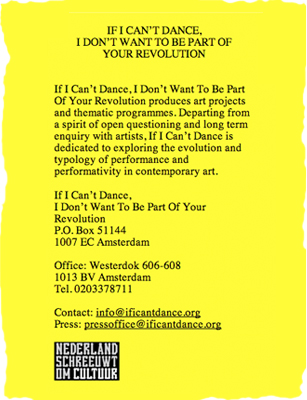 IF I CAN'T DANCE,
I DON'T WANT TO BE PART OF
YOUR REVOLUTION
If I Can't Dance, I Don't Want To Be Part
Of Your Revolution produces art projects
and thematic programmes. Departing from
a spirit of open questioning and long term
enquiry with artists, If I Can't Dance is
dedicated to exploring the evolution and
typology of performance and
performativity in contemporary art.
If I Can't Dance,
I Don't Want To Be Part Of Your
Revolution
P.O. Box 51144
1007 EC Amsterdam
Office: Westerdok 606-608
1013 BV Amsterdam
Tel. 0203378711
Contact: info@ificantdance.org
Press: pressoffice@ificantdance.org
NEDERLAND
SCHREEUWT
OM CULTUUR